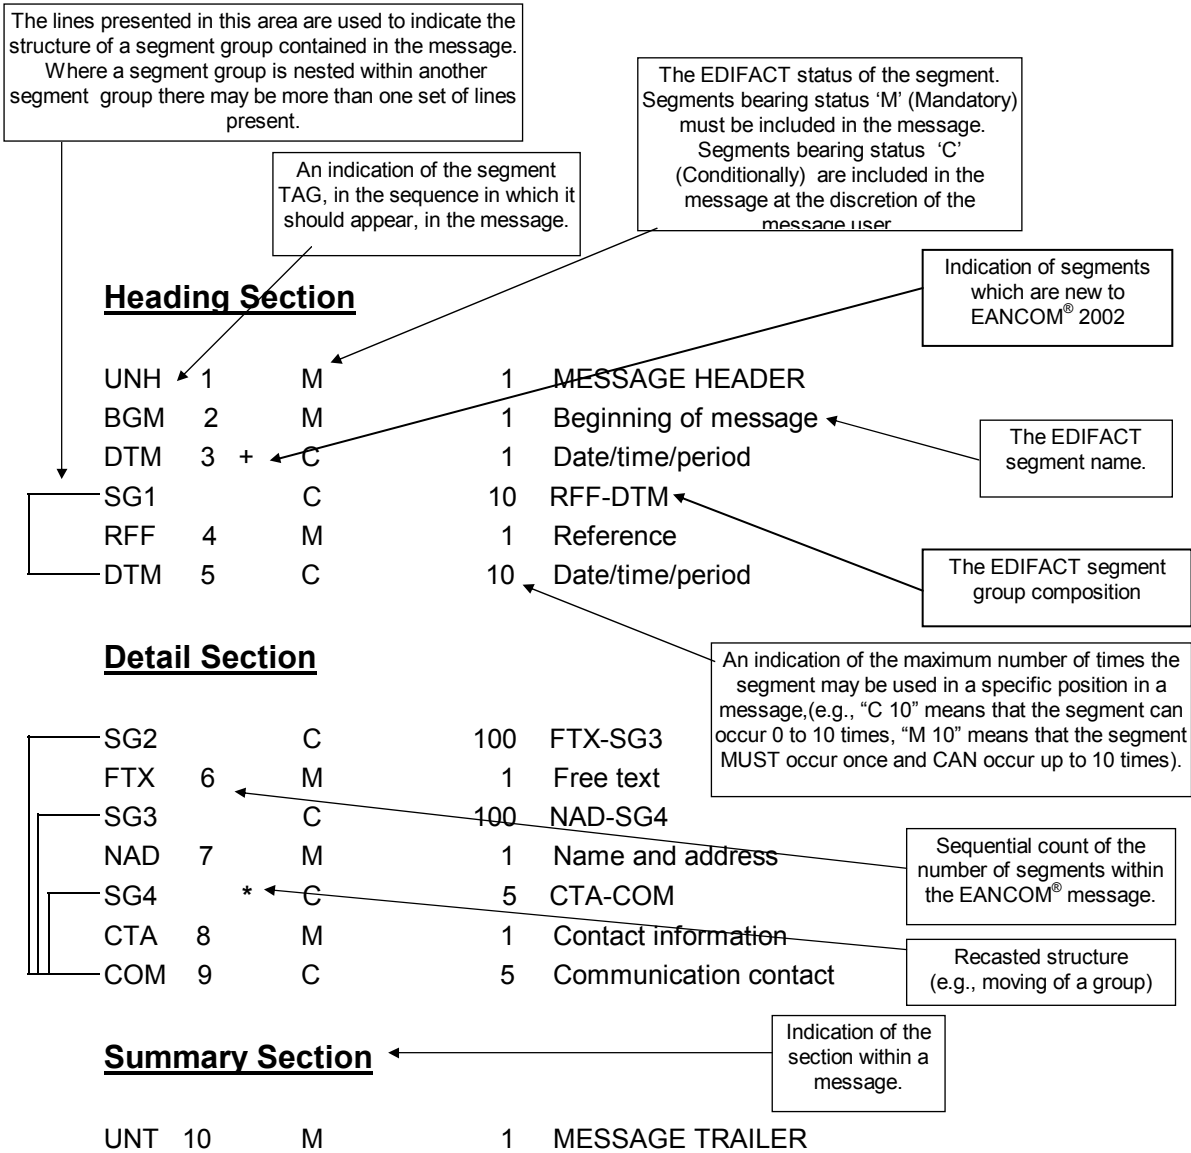 The lines presented in this area are used to indicate the
structure of a segment group contained in the message.
Where a segment group is nested within another
segment group there may be more than one set of lines
present.
The EDIFACT status of the segment.
Segments bearing status ‘M’ (Mandatory)
must be included in the message.
Segments bearing status ‘C’
(Conditionally) are included in the
message at the discretion of the
message user
An indication of the segment
TAG, in the sequence in which it
should appear, in the message.
Indication of segments
which are new to
EANCOM® 2002
Heading Section
UNH 1 M 1 MESSAGE HEADER
BGM 2 M 1 Beginning of message
DTM 3 + C 1 Date/time/period
SG1 C 10 RFF-DTM
RFF 4 M 1 Reference
DTM 5 C 10 Date/time/period
The EDIFACT
segment name.
The EDIFACT segment
group composition
An indication of the maximum number of times the
segment may be used in a specific position in a
message,(e.g., “C 10” means that the segment can
occur 0 to 10 times, “M 10” means that the segment
MUST occur once and CAN occur up to 10 times).
Detail Section
SG2 C 100 FTX-SG3
FTX 6 M 1 Free text
SG3 C 100 NAD-SG4
NAD 7 M 1 Name and address
SG4 * C 5 CTA-COM
CTA 8 M 1 Contact information
COM 9 C 5 Communication contact
Sequential count of the
number of segments within
the EANCOM® message.
Recasted structure
(e.g., moving of a group)
Summary Section
Indication of the
section within a
message.
UNT 10 M 1 MESSAGE TRAILER